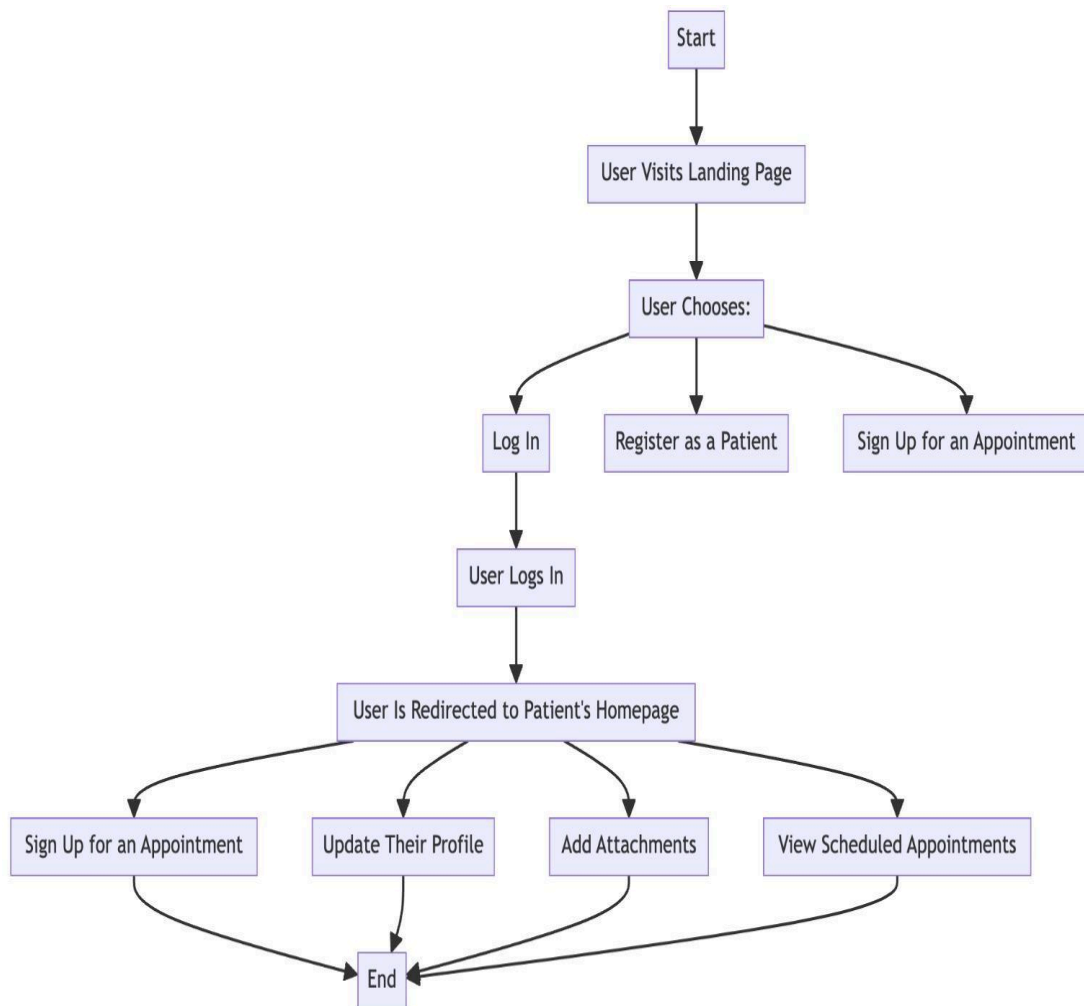 Start
User Visits Landing Page
User Chooses:
Log In
Register as a Patient
Sign Up for an Appointment
User Logs In
User Is Redirected to Patient's Homepage
Sign Up for an Appointment
Update Their Profile
Add Attachments
View Scheduled Appointments
End